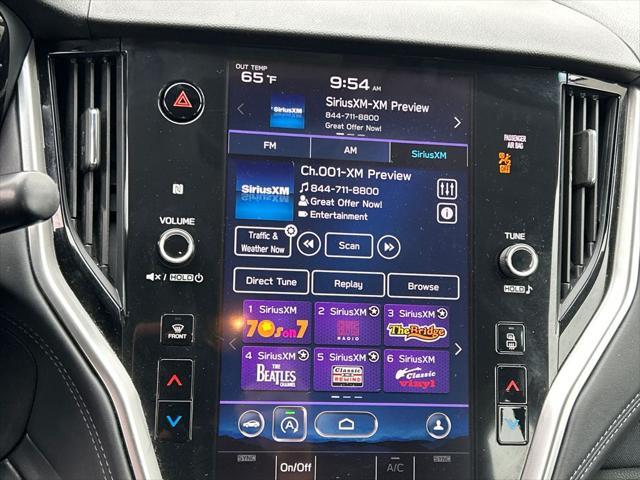 OUT TEMP
65 °F
9:54 AM
SiriusXM
SiriusXM-XM Preview
844-711-8800
Great Offer Now!
PASSENGER
AIR BAG
OFF
FM
AM
SiriusXM
SiriusXM
Ch.001-XM Preview
844-711-8800
Great Offer Now!
Entertainment
Traffic &
Weather Now
Scan
Direct Tune
Replay
Browse
VOLUME
/ HOLD
TUNE
HOLD
FRONT
1 SiriusXM
70s on 7
2 SiriusXM
RADIO
3 SiriusXM
The Bridge
4 SiriusXM
The BEATLES
CHANNEL
5 SiriusXM
Classic
REWIND
6 SiriusXM
Classic
vinyl
A
SYNC
On/Off
A/C
SYNC